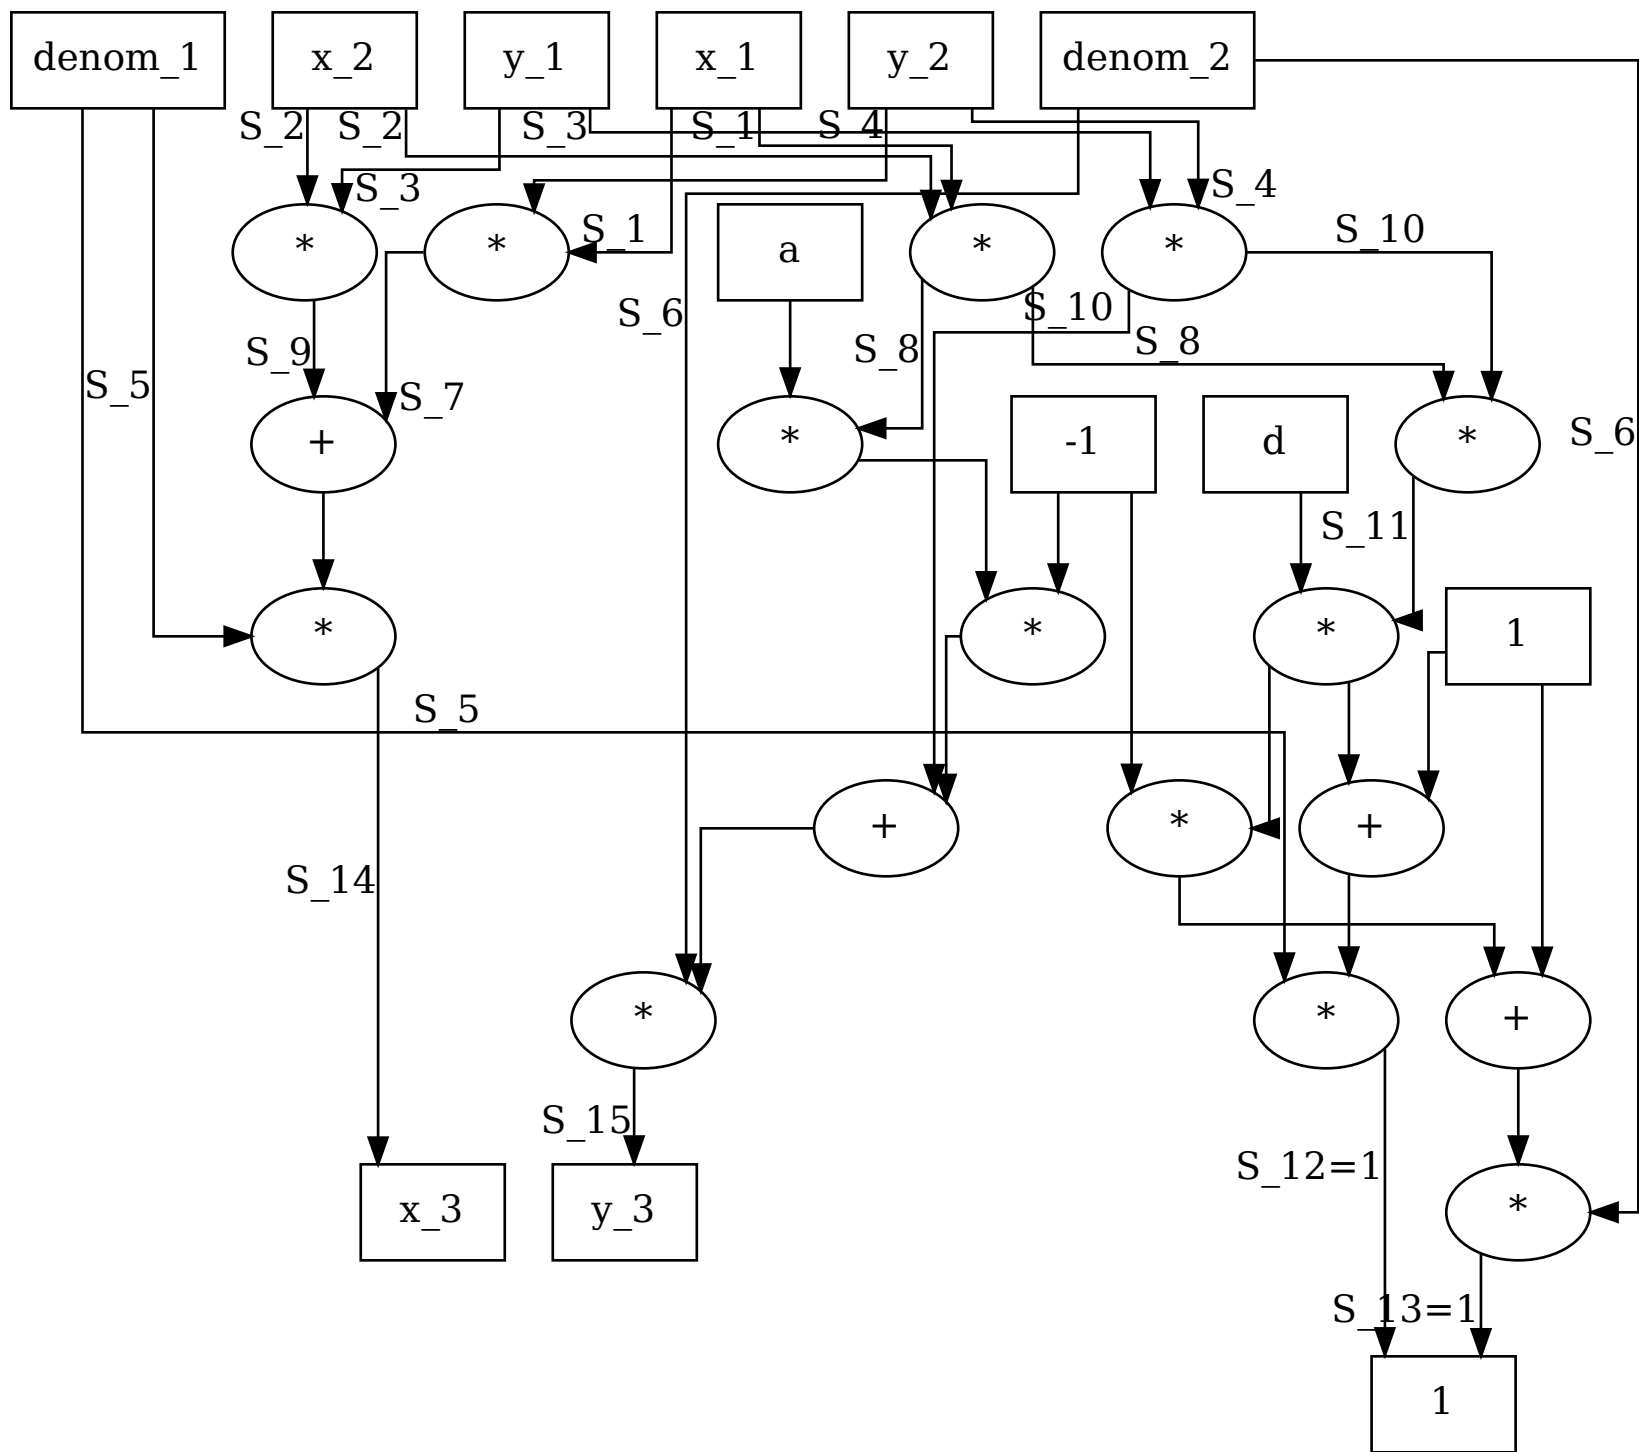 denom_1 x_2 y_1 x_1 y_2 denom_2
S_2 S_2 S_3 S_1 S_4
S_3 S_4
* * S_1 a * * S_10
S_6 S_10
S_9 S_8 S_8
S_5 S_7
+ * -1 d * S_6
S_11
* * * 1
S_5
+ * +
S_14
* * +
S_15
S_12=1
x_3 y_3 *
S_13=1
1